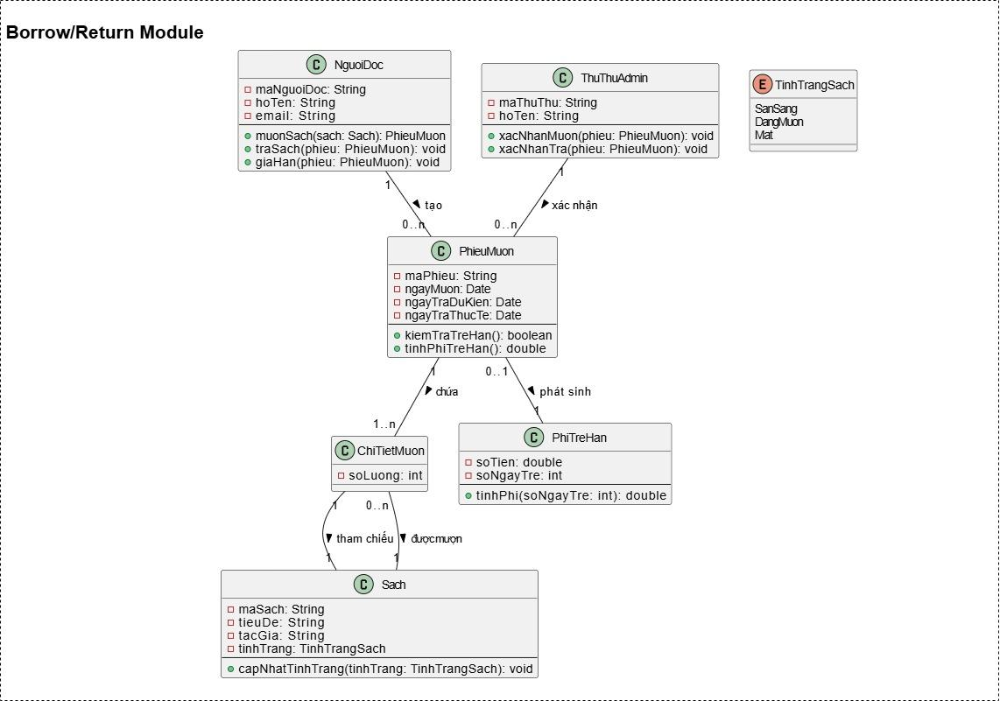 Borrow/Return Module
C NguoiDoc
maNguoiDoc: String
hoTen: String
email: String
muonSach(sach: Sach): PhieuMuon
traSach(phieu: PhieuMuon): void
giaHan(phieu: PhieuMuon): void
C ThuThuAdmin
maThuThu: String
hoTen: String
xacNhanMuon(phieu: PhieuMuon): void
xacNhanTra(phieu: PhieuMuon): void
E TinhTrangSach
SanSang
DangMuon
Mat
1
1
tạo
xác nhận
0..n
0..n
C PhieuMuon
maPhieu: String
ngayMuon: Date
ngayTraDuKien: Date
ngayTraThucTe: Date
kiemTraTreHan(): boolean
tinhPhiTreHan(): double
1
0..1
chứa
phát sinh
1..n
1
C ChiTietMuon
soLuong: int
C PhiTreHan
soTien: double
soNgayTre: int
tinhPhi(soNgayTre: int): double
1
0..n
tham chiếu
được mượn
1
1
C Sach
maSach: String
tieuDe: String
tacGia: String
tinhTrang: TinhTrangSach
capNhatTinhTrang(tinhTrang: TinhTrangSach): void